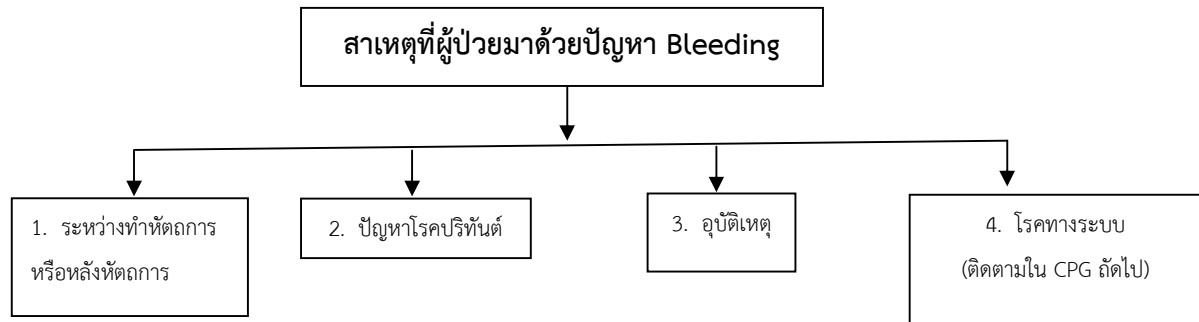 สาเหตุที่ผู้ป่วยมาด้วยปัญหา Bleeding
1. ระหว่างทำหัตถการ
หรือหลังหัตถการ
2. ปัญหาโรคปริทันต์
3. อุบัติเหตุ
4. โรคทางระบบ
(ติดตามใน CPG ถัดไป)